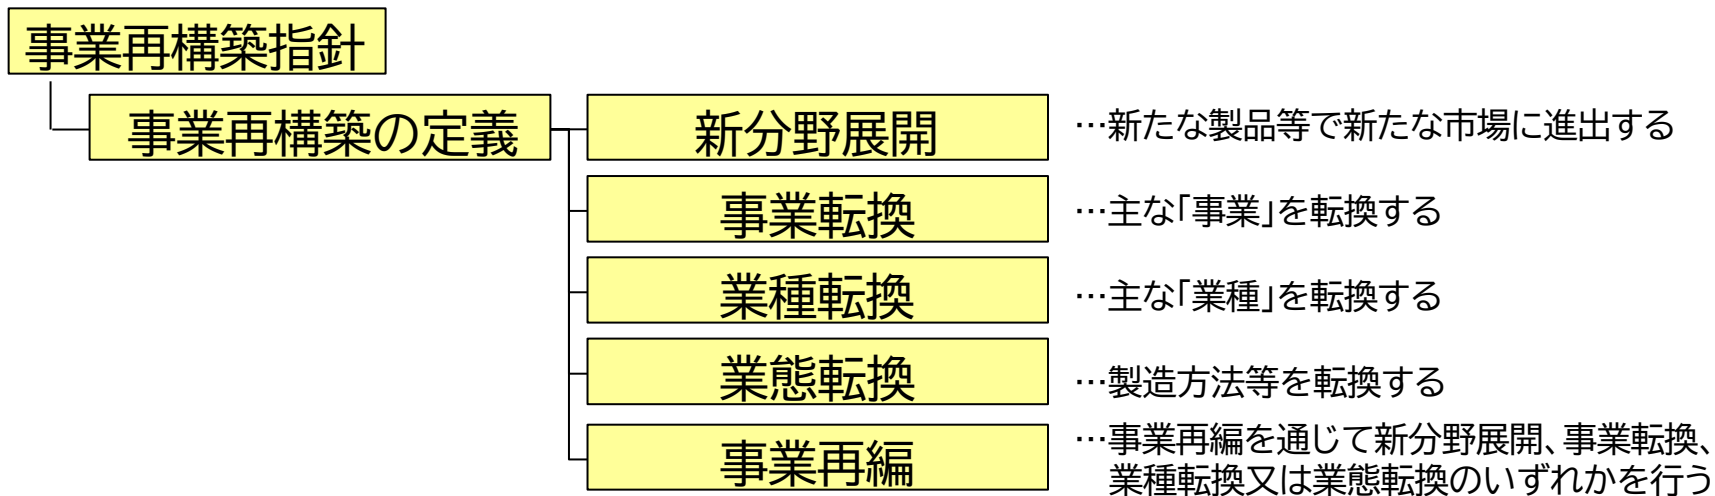 事業再構築指針
事業再構築の定義
新分野展開
…新たな製品等で新たな市場に進出する
事業転換
…主な「事業」を転換する
業種転換
…主な「業種」を転換する
業態転換
…製造方法等を転換する
事業再編
…事業再編を通じて新分野展開、事業転換、
業種転換又は業態転換のいずれかを行う